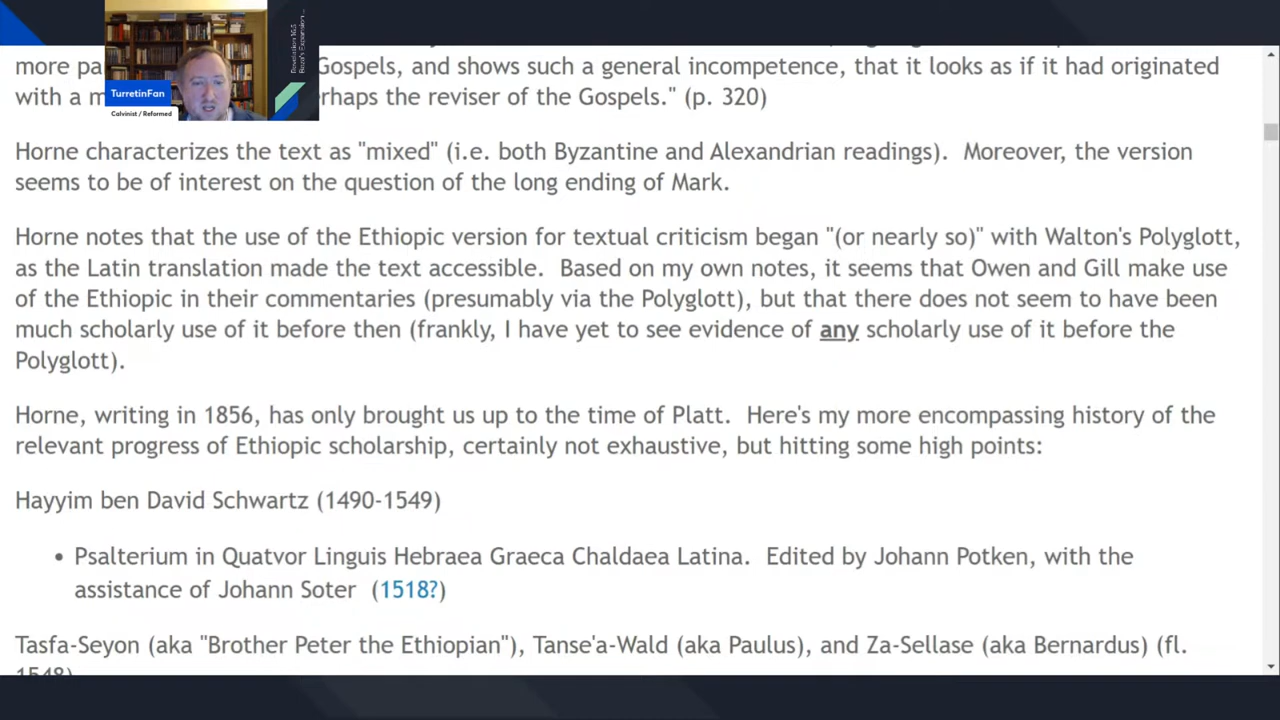 more pa
Gospels, and shows such a general incompetence, that it looks as if it had originated
with a m
rhaps the reviser of the Gospels." (p. 320)
TurretinFan
Calvinist / Reformed
Revelation 16:5
Beza's Expansion ...
Horne characterizes the text as "mixed" (i.e. both Byzantine and Alexandrian readings). Moreover, the version
seems to be of interest on the question of the long ending of Mark.
Horne notes that the use of the Ethiopic version for textual criticism began "(or nearly so)" with Walton's Polyglott,
as the Latin translation made the text accessible. Based on my own notes, it seems that Owen and Gill make use
of the Ethiopic in their commentaries (presumably via the Polyglott), but that there does not seem to have been
much scholarly use of it before then (frankly, I have yet to see evidence of any scholarly use of it before the
Polyglott).
Horne, writing in 1856, has only brought us up to the time of Platt. Here's my more encompassing history of the
relevant progress of Ethiopic scholarship, certainly not exhaustive, but hitting some high points:
Hayyim ben David Schwartz (1490-1549)
• Psalterium in Quatvor Linguis Hebraea Graeca Chaldaea Latina. Edited by Johann Potken, with the
assistance of Johann Soter (1518?)
Tasfa-Seyon (aka "Brother Peter the Ethiopian"), Tanse'a-Wald (aka Paulus), and Za-Sellase (aka Bernardus) (fl.
1548)